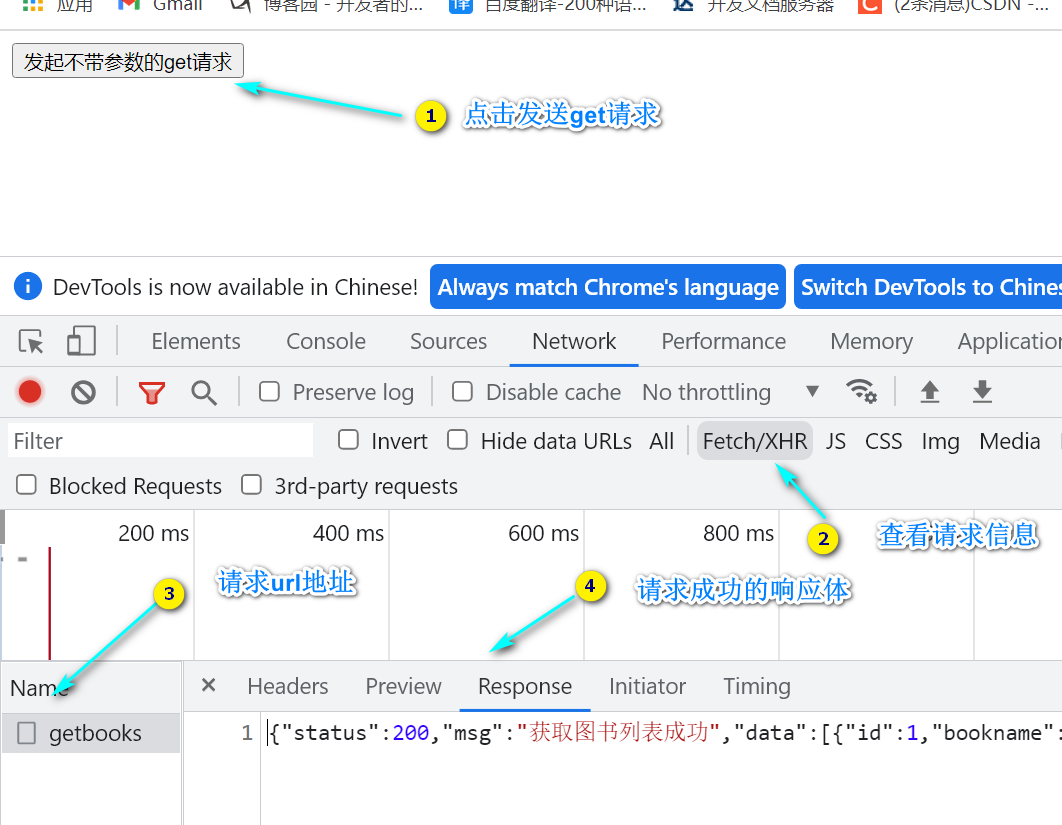 应用 Gmail 博客园 - 开发者的... 百度翻译-200种语... 开发文档服务器 (2条消息)CSDN -...
发起不带参数的get请求
1 点击发送get请求
DevTools is now available in Chinese! Always match Chrome's language Switch DevTools to Chines
Elements Console Sources Network Performance Memory Application
Preserve log Disable cache No throttling
Filter Invert Hide data URLs All Fetch/XHR JS CSS Img Media
Blocked Requests 3rd-party requests
200 ms 400 ms 600 ms 800 ms
2 查看请求信息
3 请求url地址
4 请求成功的响应体
Name Headers Preview Response Initiator Timing
getbooks 1 {"status":200,"msg":"获取图书列表成功","data":[{"id":1,"bookname":